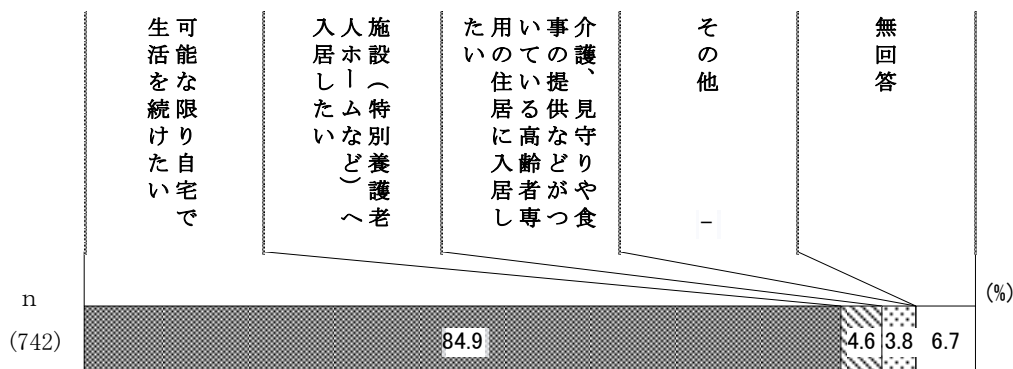 可能な限り自宅で
生活を続けたい
施設（特別養護老
人ホームなど）へ
入居したい
介護、見守りや食
事の提供などがつ
いている高齢者専
用の住居に入居し
たい
その他
－
無回答
(%)
n
(742)
84.9
4.6
3.8
6.7